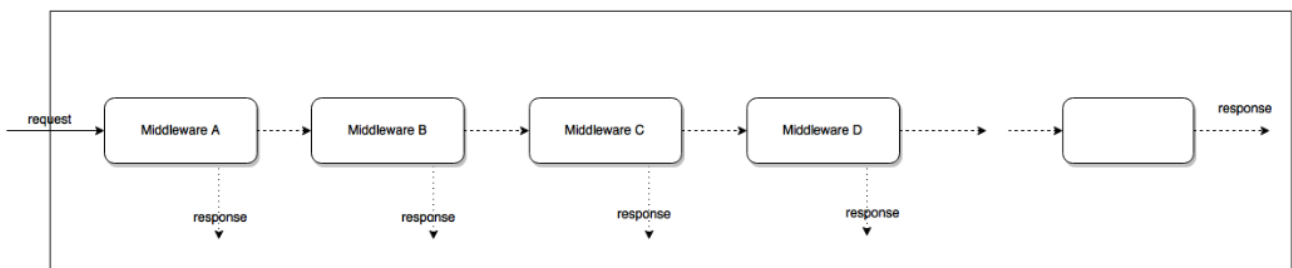 request
Middleware A
Middleware B
Middleware C
Middleware D
response
response
response
response
response